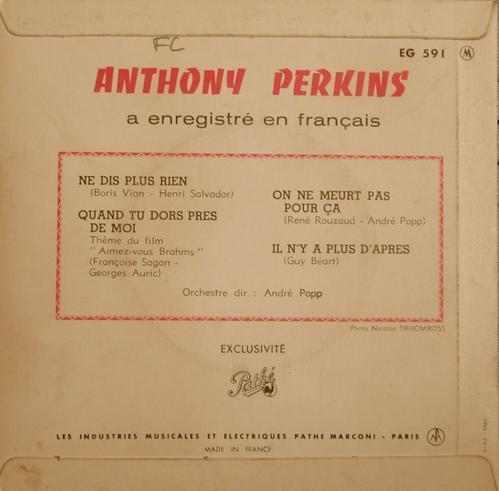 FC
EG 591 M
ANTHONY PERKINS
a enregistré en français
NE DIS PLUS RIEN
(Boris Vian - Henri Salvador)
QUAND TU DORS PRES
DE MOI
Thême du film
" Aimez-vous Brahms "
(Françoise Sagan -
Georges Auric)
ON NE MEURT PAS
POUR ÇA
(René Rouzaud - André Popp)
IL N'Y A PLUS D'APRES
(Guy Béart)
Orchestre dir. : André Popp
Photo Nicolas TIKHOMIROSS
EXCLUSIVITÉ
Pathé
LES INDUSTRIES MUSICALES ET ELECTRIQUES PATHE MARCONI - PARIS
MADE IN FRANCE